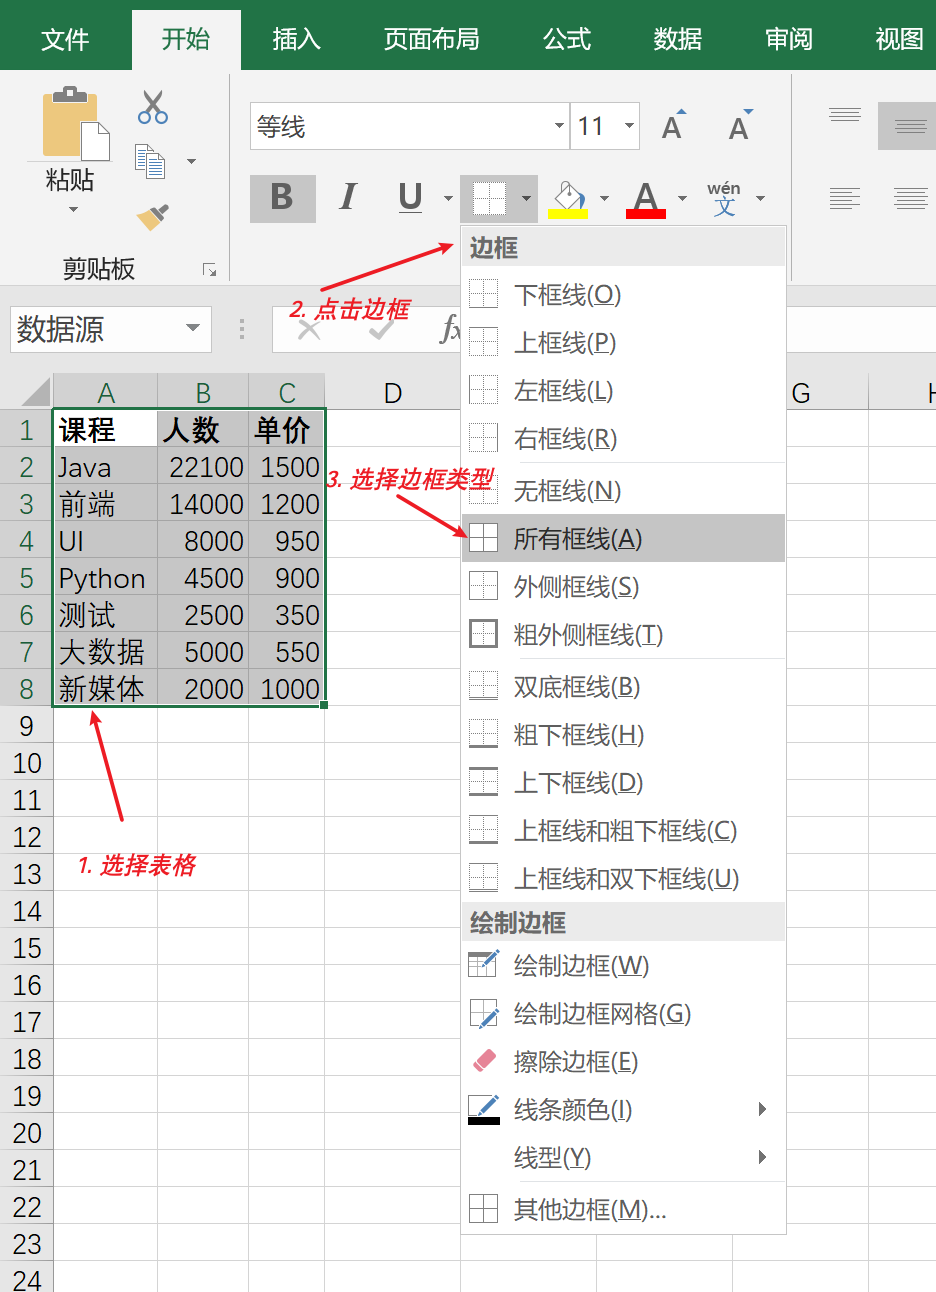 文件 开始 插入 页面布局 公式 数据 审阅 视图
等线 11 A A
粘贴
B I U A wén 文
剪贴板
边框
2. 点击边框
数据源 fx
下框线(O)
上框线(P)
左框线(L)
右框线(R)
无框线(N)
3. 选择边框类型
所有框线(A)
外侧框线(S)
粗外侧框线(T)
双底框线(B)
粗下框线(H)
上下框线(D)
上框线和粗下框线(C)
上框线和双下框线(U)
绘制边框
绘制边框(W)
绘制边框网格(G)
擦除边框(E)
线条颜色(I)
线型(Y)
其他边框(M)...
A B C D G H
1 课程 人数 单价
2 Java 22100 1500
3 前端 14000 1200
4 UI 8000 950
5 Python 4500 900
6 测试 2500 350
7 大数据 5000 550
8 新媒体 2000 1000
9
10
11
12
1. 选择表格
13
14
15
16
17
18
19
20
21
22
23
24